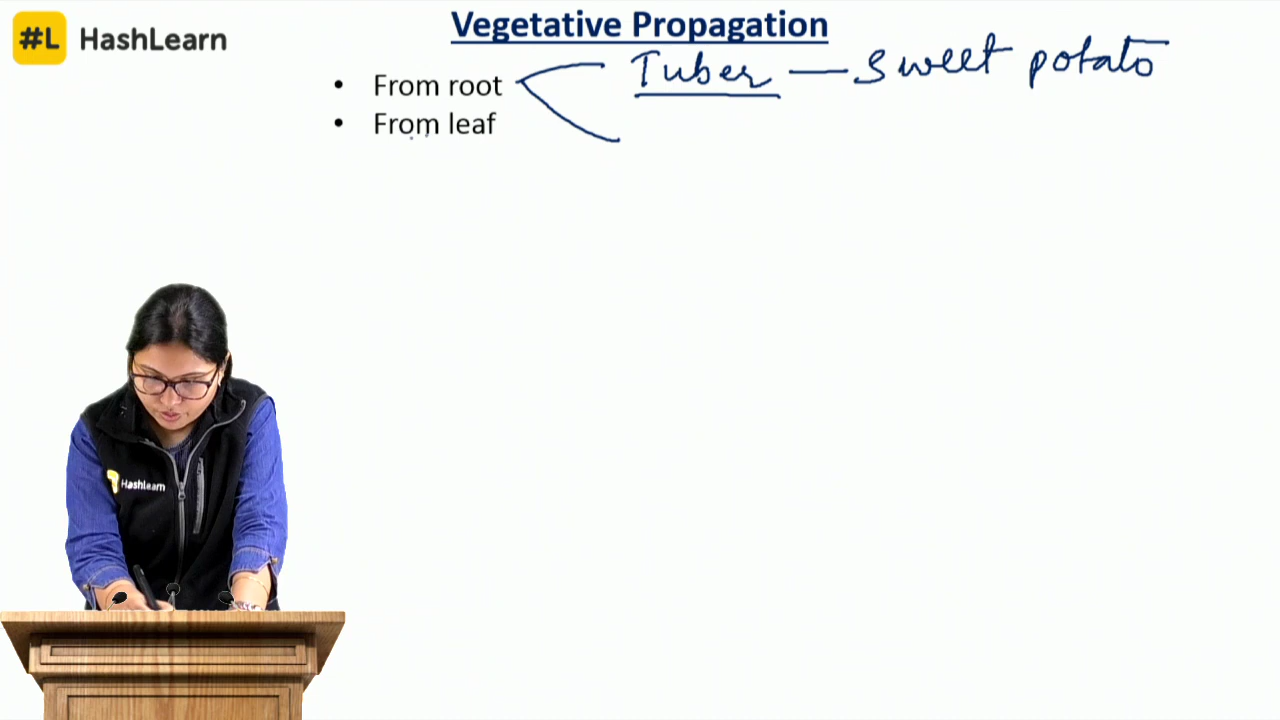 #L HashLearn
Vegetative Propagation
• From root
Tuber — sweet potato
• From leaf
HashLearn